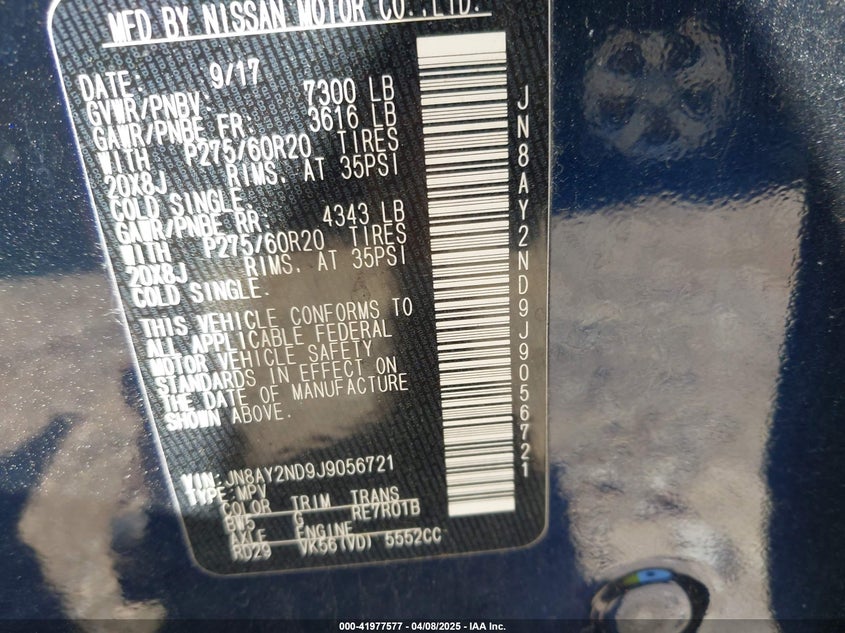 MFD BY NISSAN MOTOR CO.,LTD.
DATE: 9/17
GVWR/PNBV: 7300 LB
GAWR/PNBE FR: 3616 LB
WITH P275/60R20 TIRES
20X8J RIMS. AT 35PSI
COLD SINGLE.
GAWR/PNBE RR: 4343 LB
WITH P275/60R20 TIRES
20X8J RIMS. AT 35PSI
COLD SINGLE.
THIS VEHICLE CONFORMS TO
ALL APPLICABLE FEDERAL
MOTOR VEHICLE SAFETY
STANDARDS IN EFFECT ON
THE DATE OF MANUFACTURE
SHOWN ABOVE.
VIN: JN8AY2ND9J9056721
TYPE: MPV
COLOR TRIM TRANS
BW5 G RE7R01B
AXLE ENGINE
RD29 VK56(VD) 5552CC
JN8AY2ND9J9056721
000-41977577 - 04/08/2025 - IAA, Inc.